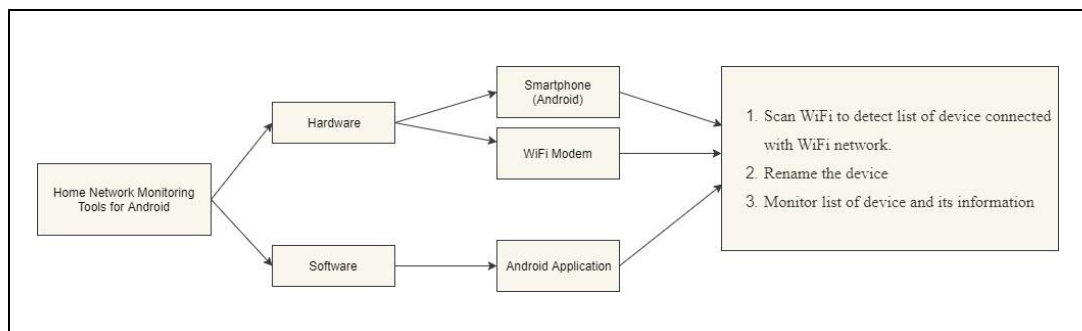 Home Network Monitoring
Tools for Android
Hardware
Software
Smartphone
(Android)
WiFi Modem
Android Application
1. Scan WiFi to detect list of device connected
with WiFi network.
2. Rename the device
3. Monitor list of device and its information